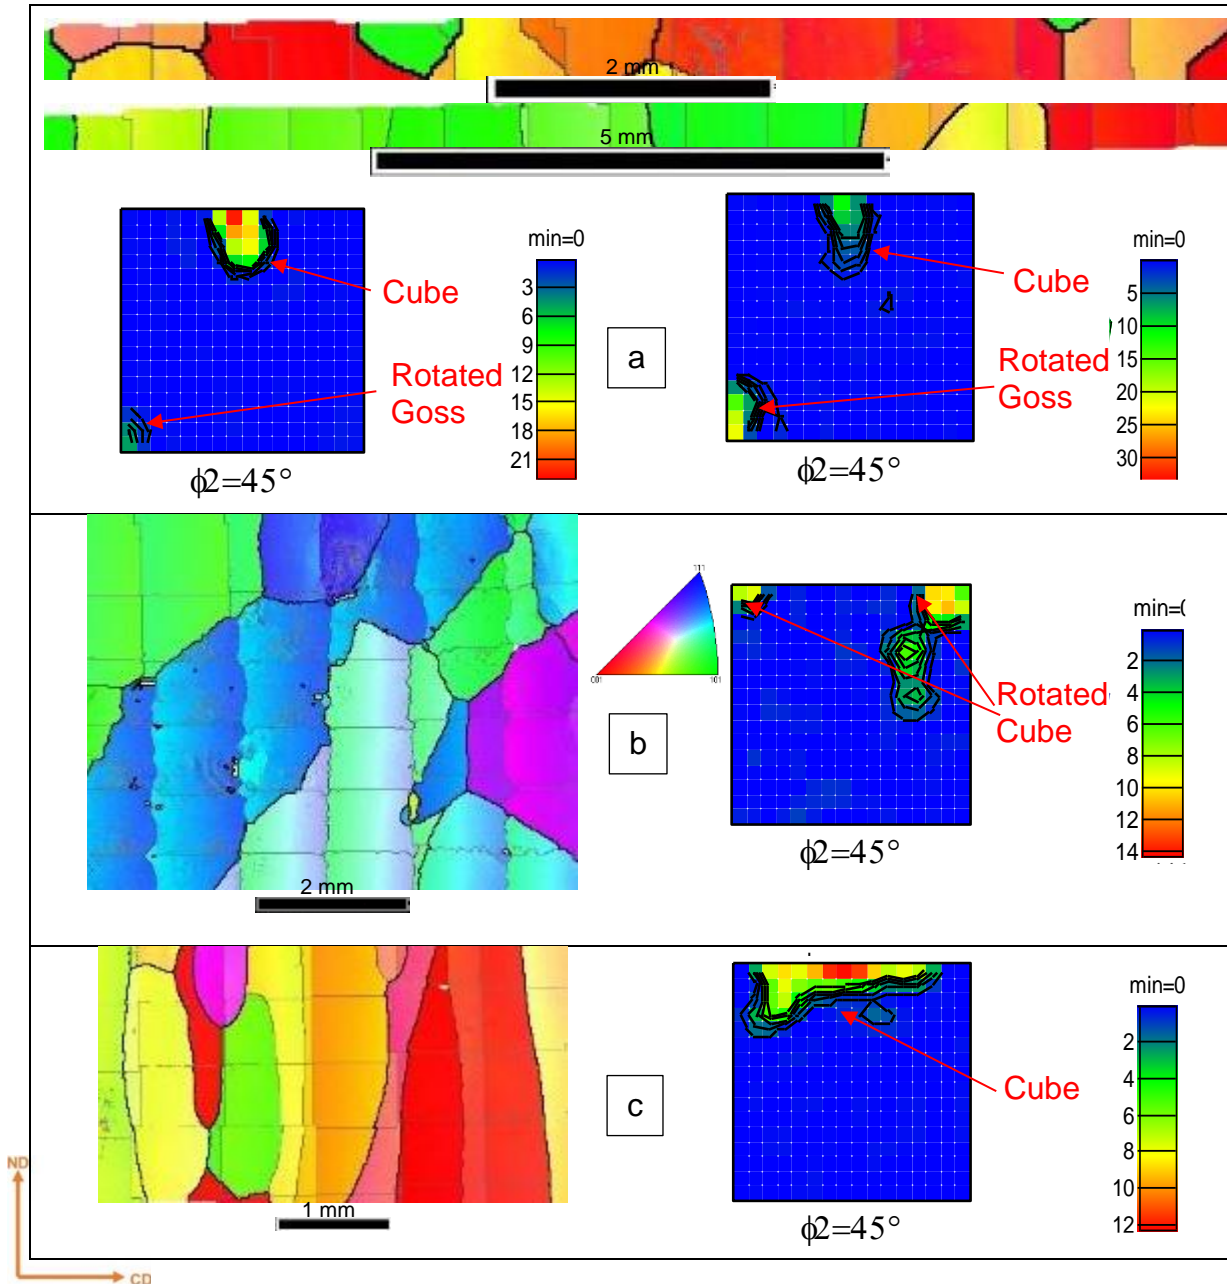 2 mm
5 mm
min=0
3
6
9
12
15
18
21
Cube
Rotated
Goss
ϕ2=45°
a
min=0
5
10
15
20
25
30
Cube
Rotated
Goss
ϕ2=45°
111
001
101
b
min=(
2
4
6
8
10
12
14
Rotated
Cube
ϕ2=45°
2 mm
c
min=0
2
4
6
8
10
12
Cube
ϕ2=45°
1 mm
ND
CD